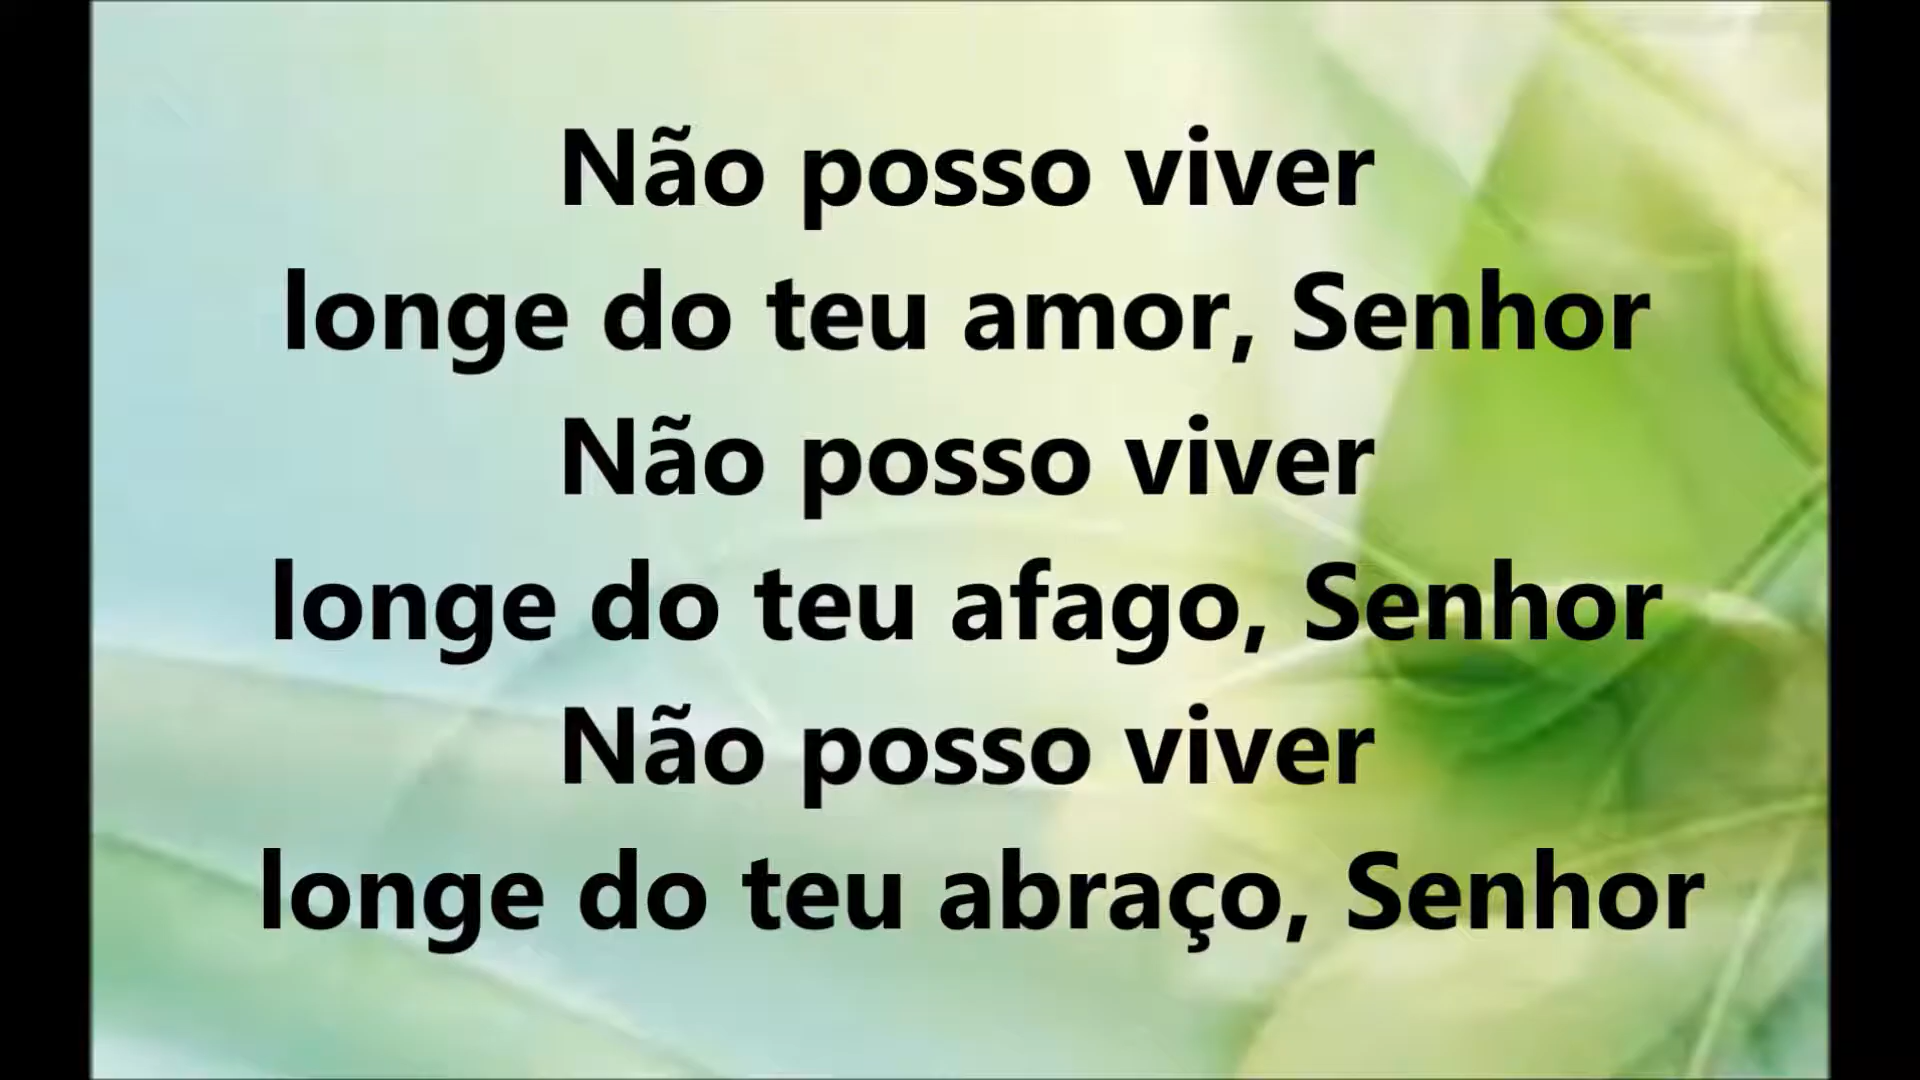 Não posso viver
longe do teu amor, Senhor
Não posso viver
longe do teu afago, Senhor
Não posso viver
longe do teu abraço, Senhor